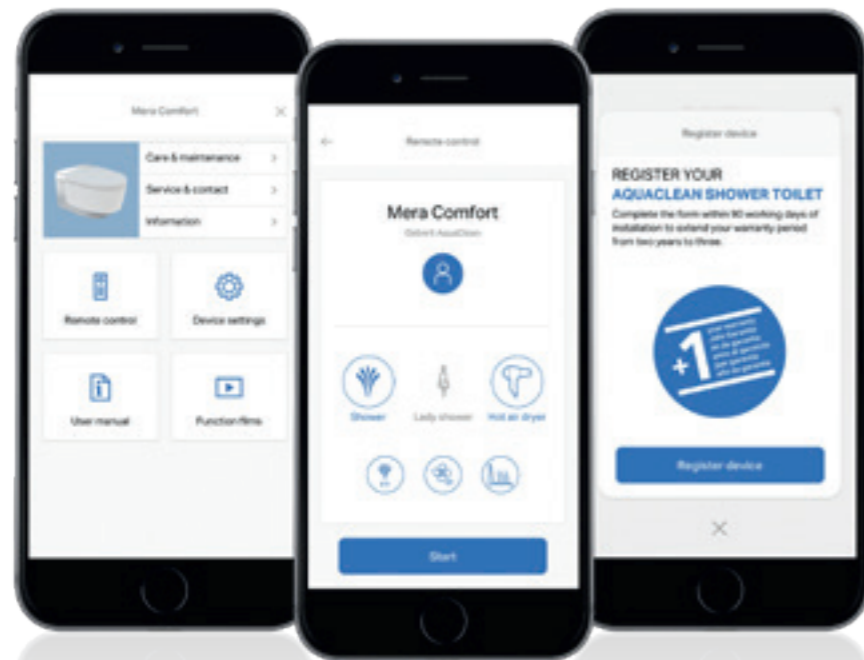 Mera Comfort
Care & maintenance
Service & contact
Information
Remote control
Device settings
User manual
Function films
Remote control
Mera Comfort
Geberit AquaClean
Shower
Lady shower
Hot air dryer
Start
Register device
REGISTER YOUR
AQUACLEAN SHOWER TOILET
Complete the form within 90 working days of
installation to extend your warranty period
from two years to three.
+1
Register device